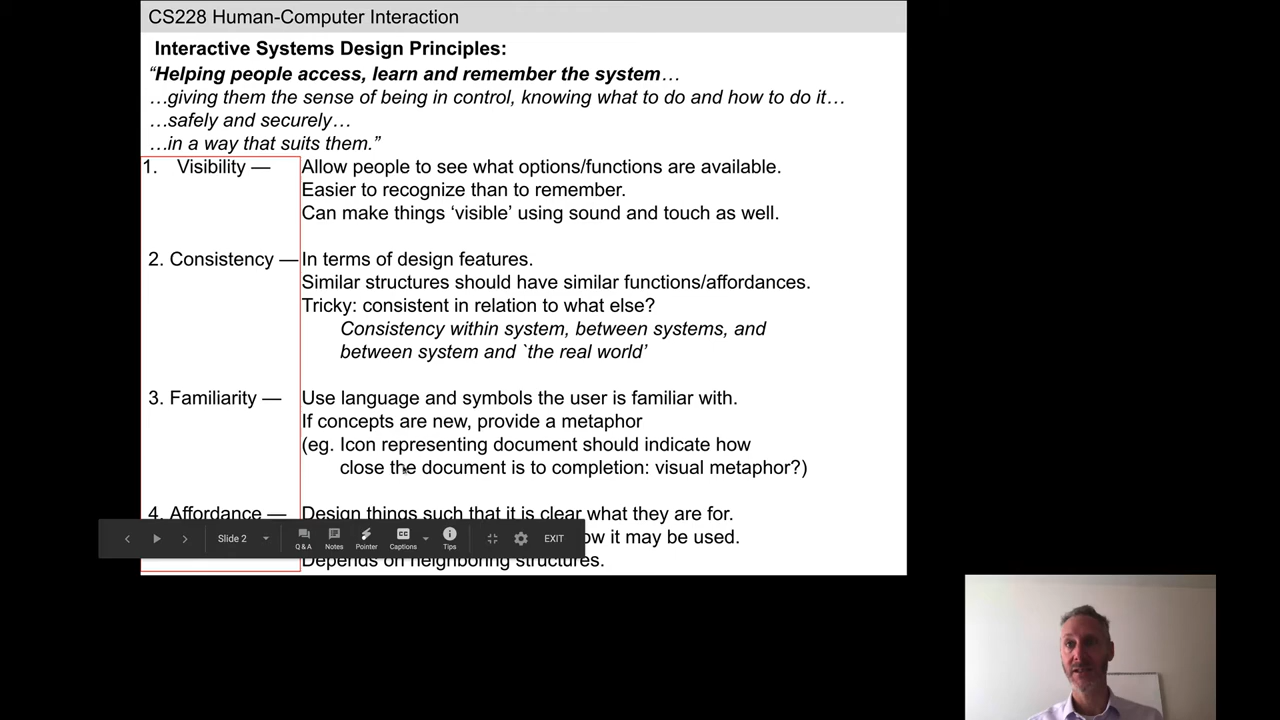 CS228 Human-Computer Interaction
Interactive Systems Design Principles:
“Helping people access, learn and remember the system…
…giving them the sense of being in control, knowing what to do and how to do it…
…safely and securely…
…in a way that suits them.”
1. Visibility — Allow people to see what options/functions are available.
Easier to recognize than to remember.
Can make things ‘visible’ using sound and touch as well.
2. Consistency — In terms of design features.
Similar structures should have similar functions/affordances.
Tricky: consistent in relation to what else?
Consistency within system, between systems, and
between system and `the real world’
3. Familiarity — Use language and symbols the user is familiar with.
If concepts are new, provide a metaphor
(eg. Icon representing document should indicate how
close the document is to completion: visual metaphor?)
4. Affordance — Design things such that it is clear what they are for.
it may be used.
Depends on neighboring structures.
Slide 2
Q & A Notes Pointer Captions Tips
EXIT